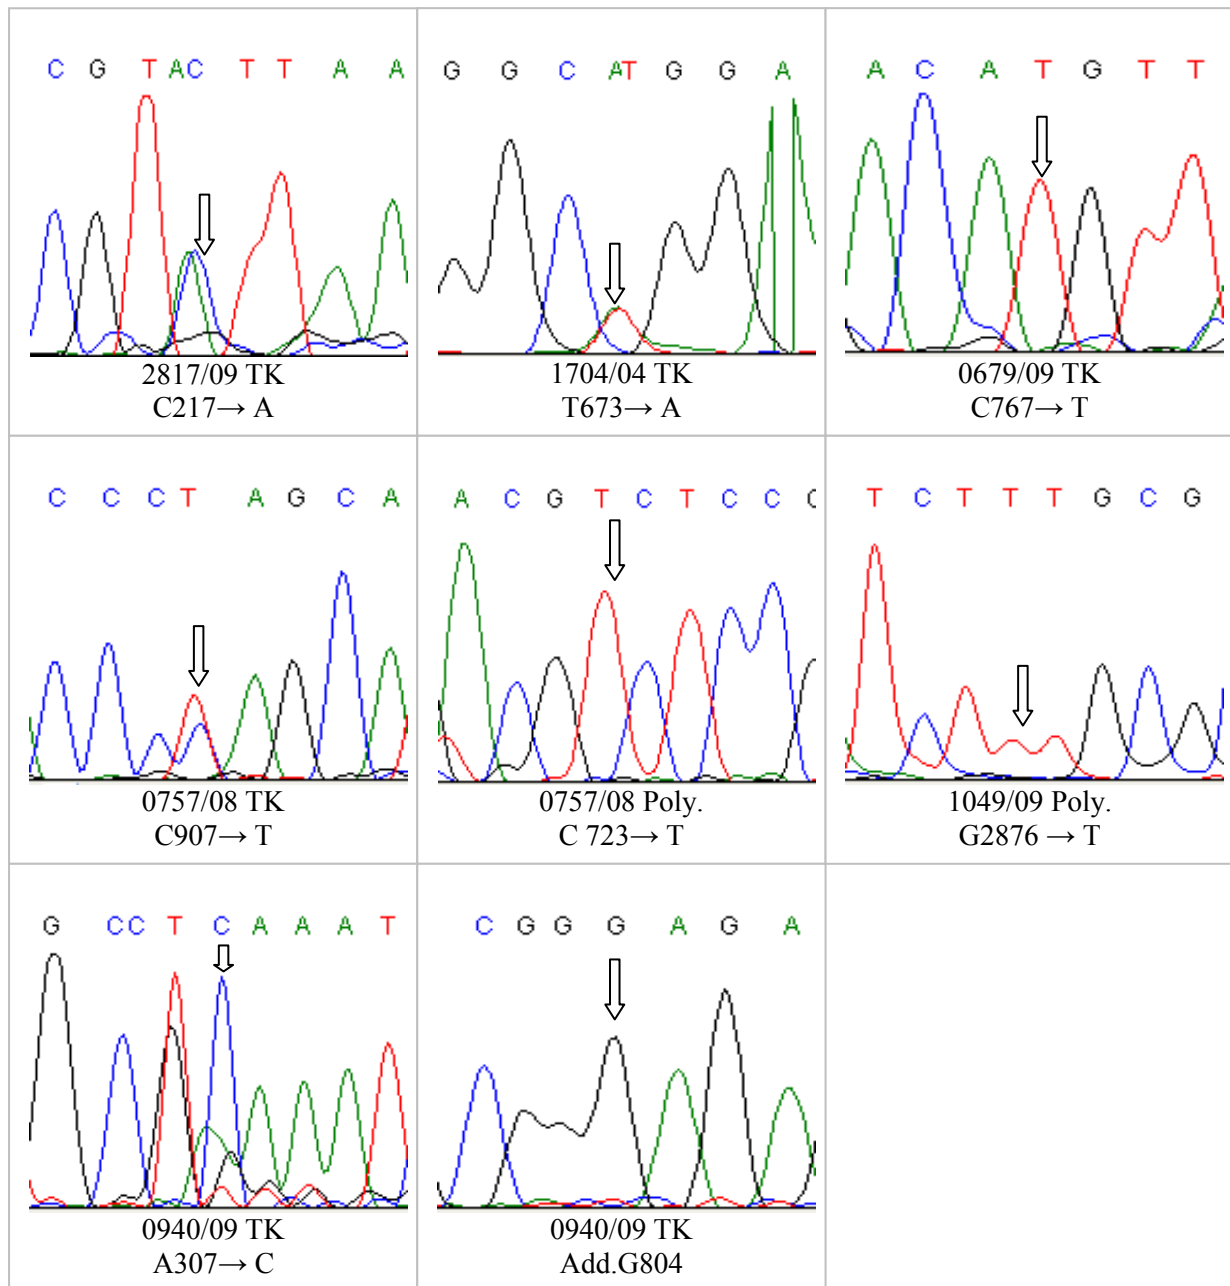 C G T A C T T A A
2817/09 TK
C217→ A
G G C A T G G A
1704/04 TK
T673→ A
A C A T G T T
0679/09 TK
C767→ T
C C C T A G C A
0757/08 TK
C907→ T
A C G T C T C C
0757/08 Poly.
C 723→ T
T C T T T G C G
1049/09 Poly.
G2876 → T
G C C T C A A A T
0940/09 TK
A307→ C
C G G G A G A
0940/09 TK
Add.G804